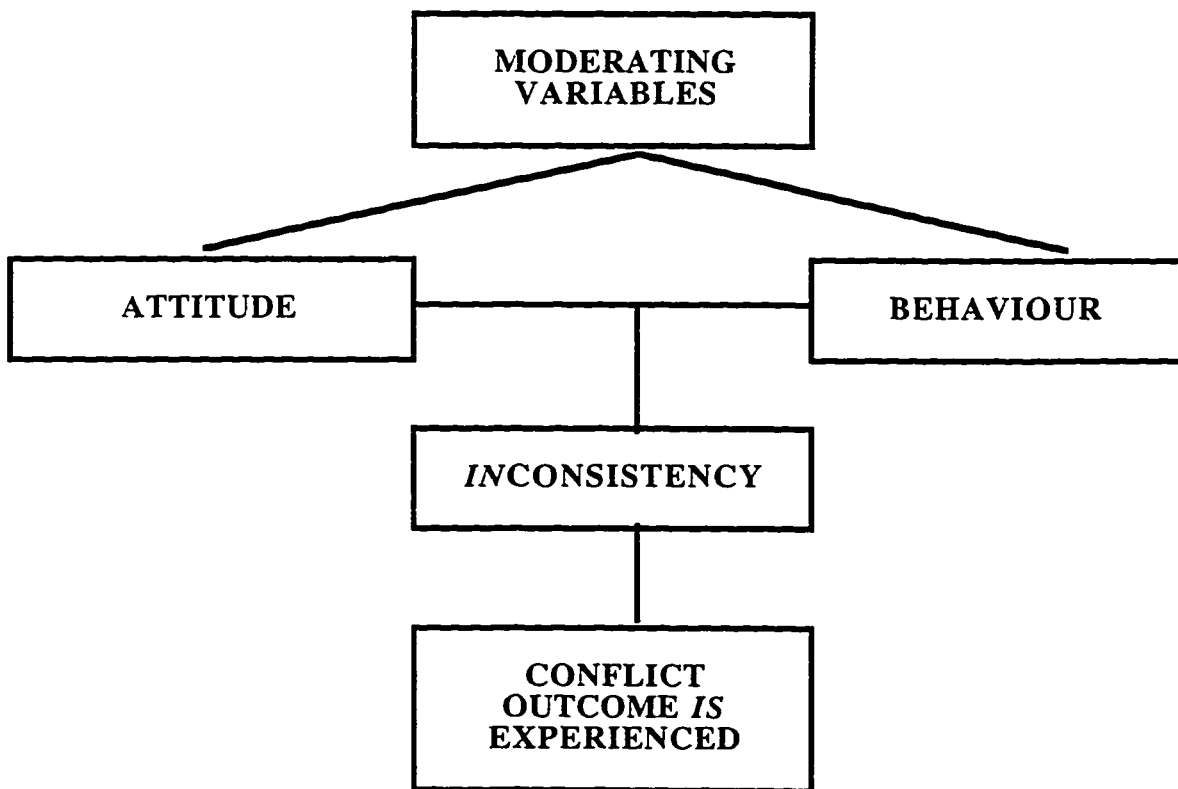 MODERATING
VARIABLES
ATTITUDE
BEHAVIOUR
INCONSISTENCY
CONFLICT
OUTCOME IS
EXPERIENCED